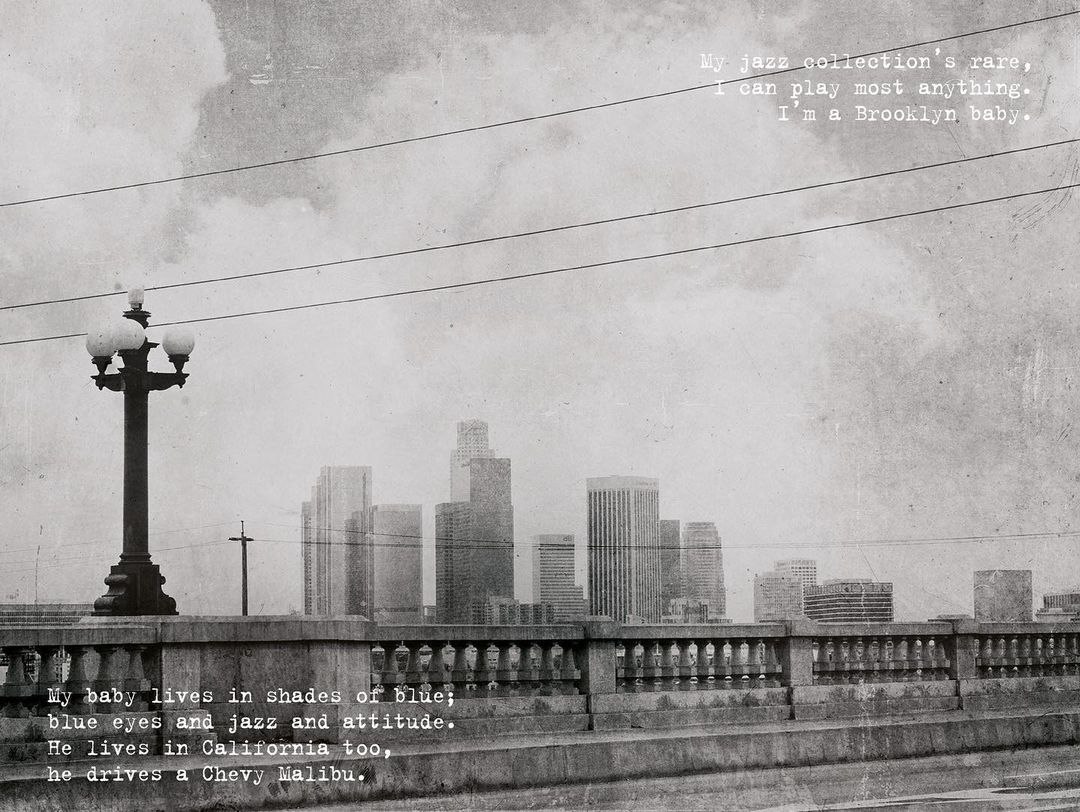 My jazz collection's rare,
I can play most anything.
I'm a Brooklyn baby.
My baby lives in shades of blue;
blue eyes and jazz and attitude.
He lives in California too,
he drives a Chevy Malibu.